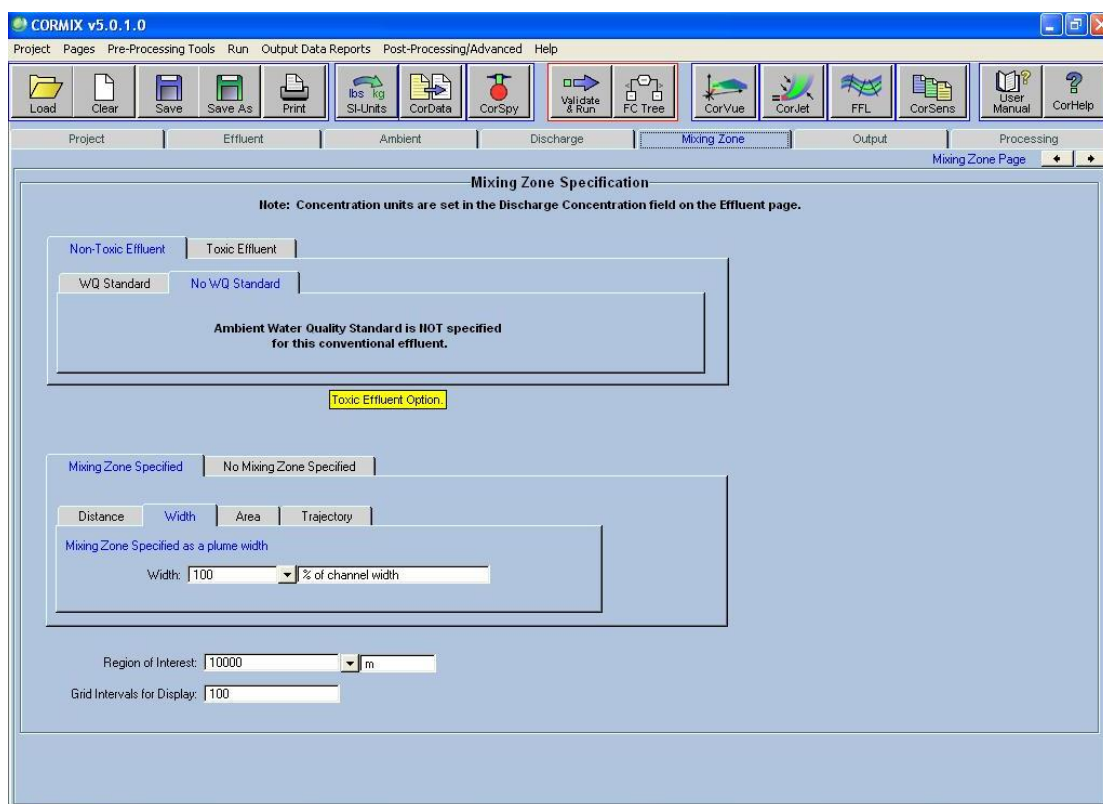 CORMIX v5.0.1.0
Project Pages Pre-Processing Tools Run Output Data Reports Post-Processing/Advanced Help
Load Clear Save Save As Print lbs kg SI-Units CorData CorSpy Validate & Run FC Tree CorVue CorJet FFL CorSens User Manual CorHelp
Project Effluent Ambient Discharge Mixing Zone Output Processing
Mixing Zone Page
Mixing Zone Specification
Note: Concentration units are set in the Discharge Concentration field on the Effluent page.
Non-Toxic Effluent Toxic Effluent
WQ Standard No WQ Standard
Ambient Water Quality Standard is NOT specified
for this conventional effluent.
Toxic Effluent Option.
Mixing Zone Specified No Mixing Zone Specified
Distance Width Area Trajectory
Mixing Zone Specified as a plume width
Width: 100 % of channel width
Region of Interest: 10000 m
Grid Intervals for Display: 100